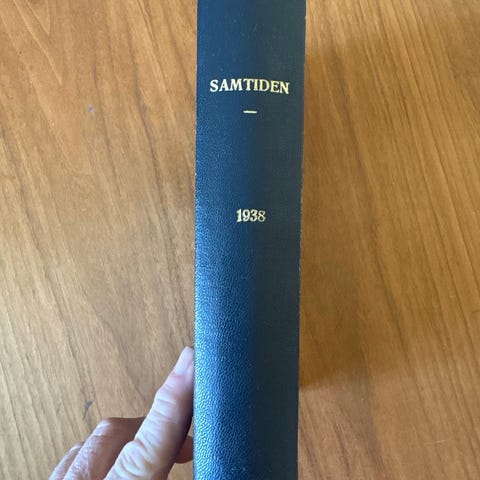 SAMTIDEN
—
1938